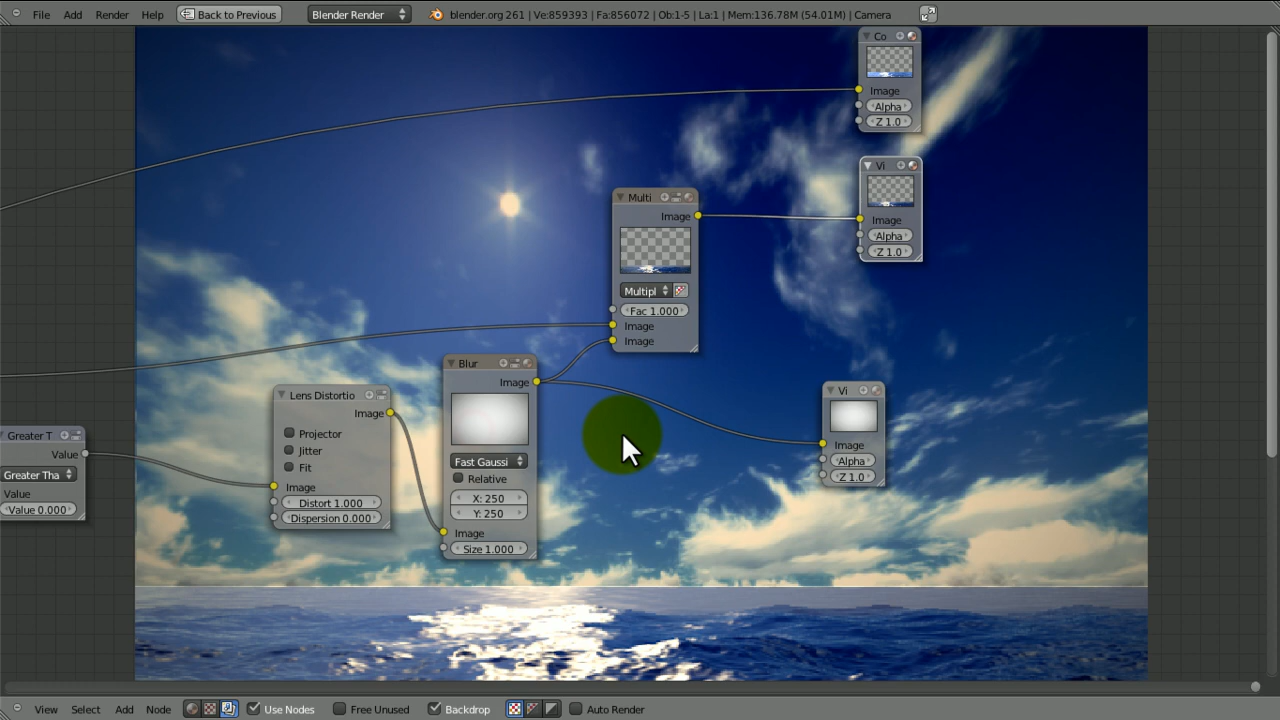 File Add Render Help Back to Previous Blender Render blender.org 261 | Ve:859393 | Fa:856072 | Ob:1-5 | La:1 | Mem:136.78M (54.01M) | Camera
Co
Image
Alpha
Z 1.0
Vi
Image
Alpha
Z 1.0
Multi
Image
Multipl
Fac 1.000
Image
Image
Blur
Image
Fast Gaussi
Relative
X: 250
Y: 250
Image
Size 1.000
Lens Distortio
Image
Projector
Jitter
Fit
Image
Distort 1.000
Dispersion 0.000
Vi
Image
Alpha
Z 1.0
Greater T
Value
Greater Tha
Value
Value 0.000
View Select Add Node Use Nodes Free Unused Backdrop Auto Render